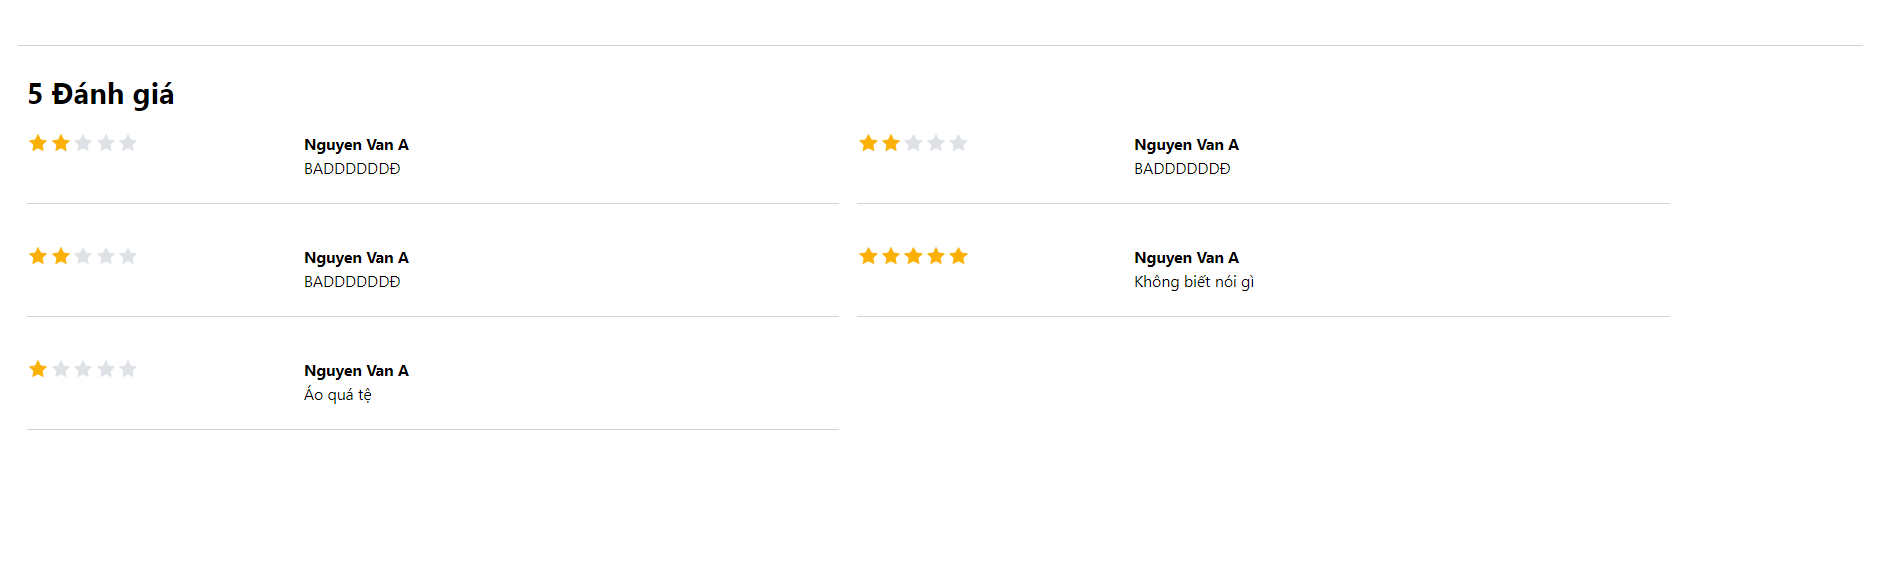 5 Đánh giá
Nguyen Van A
BADDDDDDĐ
Nguyen Van A
BADDDDDDĐ
Nguyen Van A
BADDDDDDĐ
Nguyen Van A
Không biết nói gì
Nguyen Van A
Áo quá tệ